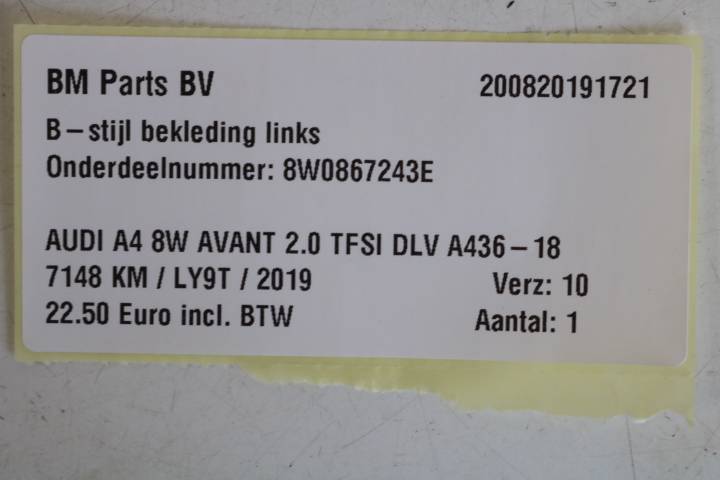 BM Parts BV 200820191721
B-stijl bekleding links
Onderdeelnummer: 8W0867243E
AUDI A4 8W AVANT 2.0 TFSI DLV A436-18
7148 KM / LY9T / 2019 Verz: 10
22.50 Euro incl. BTW Aantal: 1